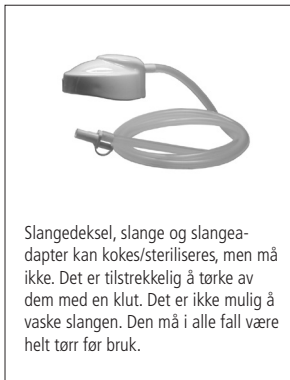 Slangedeksel, slange og slangea-
dapter kan kokes/steriliseres, men må
ikke. Det er tilstrekkelig å tørke av
dem med en klut. Det er ikke mulig å
vaske slangen. Den må i alle fall være
helt tørr før bruk.